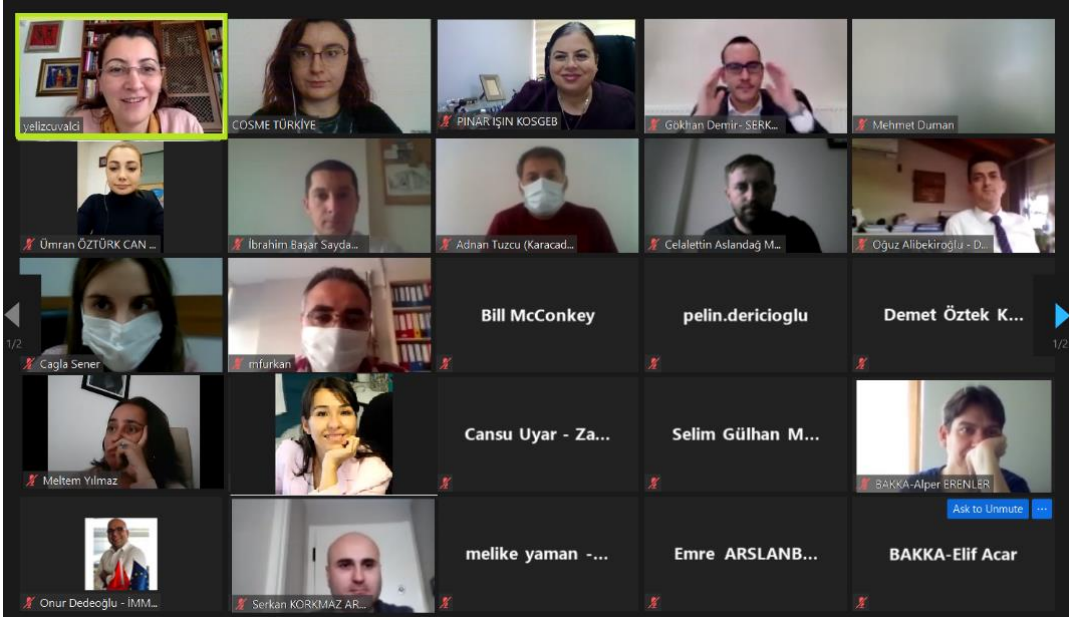 yelizcuvalci
COSME TÜRKİYE
PINAR IŞIN KOSGEB
Gökhan Demir- SERK...
Mehmet Duman
Ümran ÖZTÜRK CAN ...
İbrahim Başar Sayda...
Adnan Tuzcu (Karacad...
Celalettin Aslandağ M...
Oğuz Alibekiroğlu - D...
1/2
Cagla Sener
mfurkan
Bill McConkey
pelin.dericioglu
Demet Öztek K...
1/2
Meltem Yılmaz
Cansu Uyar - Za...
Selim Gülhan M...
BAKKA-Alper ERENLER
Onur Dedeoğlu - İMM...
Serkan KORKMAZ AR...
melike yaman -...
Emre ARSLANB...
Ask to Unmute ...
BAKKA-Elif Acar